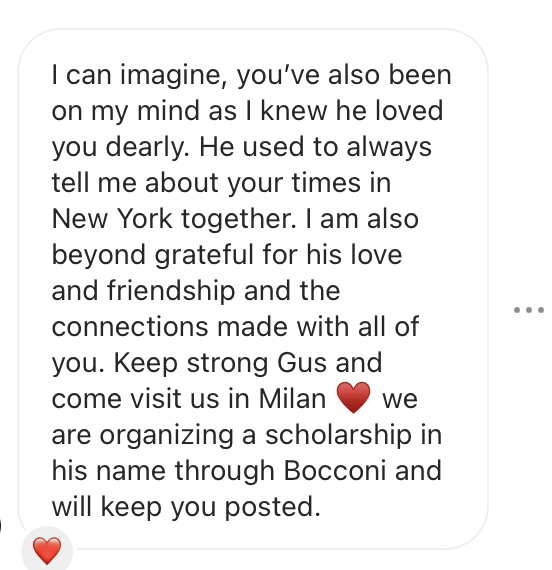 I can imagine, you’ve also been
on my mind as I knew he loved
you dearly. He used to always
tell me about your times in
New York together. I am also
beyond grateful for his love
and friendship and the
connections made with all of
you. Keep strong Gus and
come visit us in Milan ♥️ we
are organizing a scholarship in
his name through Bocconi and
will keep you posted.